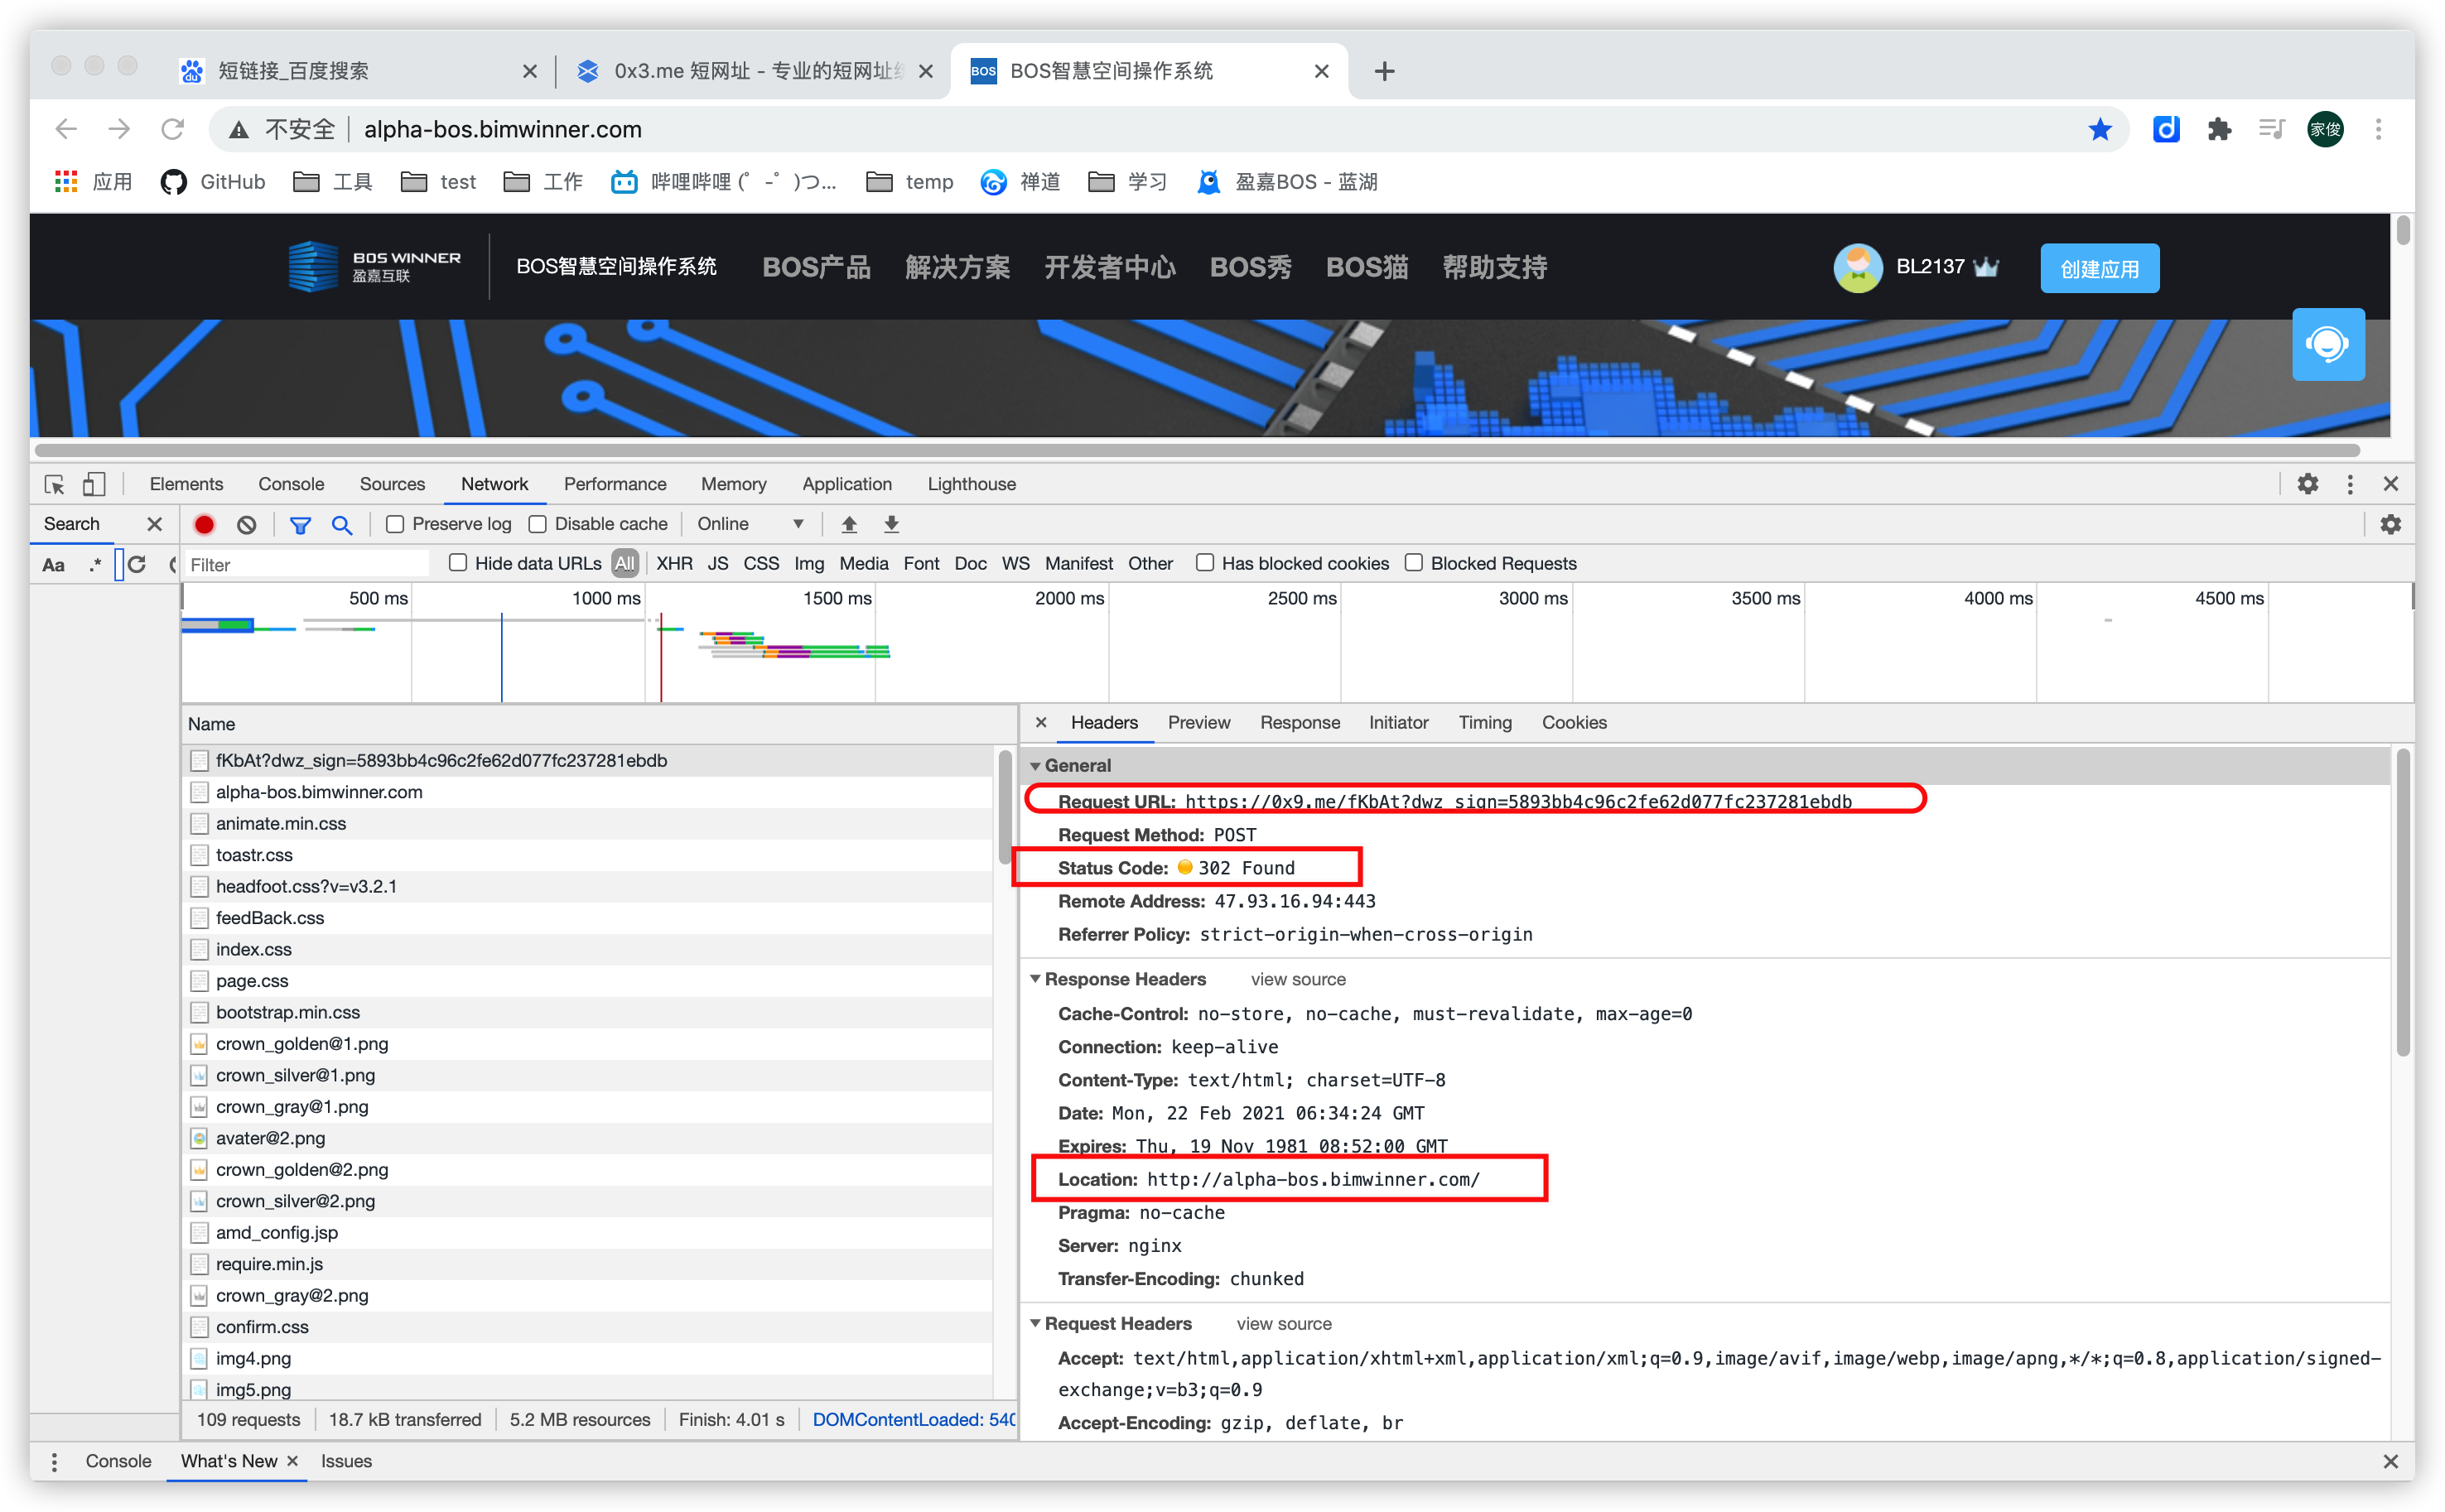 短链接_百度搜索
0x3.me 短网址 - 专业的短网址
BOS智慧空间操作系统
不安全 alpha-bos.bimwinner.com
家俊
应用 GitHub 工具 test 工作 哔哩哔哩 (゜-゜)つ... temp 禅道 学习 盈嘉BOS - 蓝湖
BOS WINNER
盈嘉互联
BOS智慧空间操作系统 BOS产品 解决方案 开发者中心 BOS秀 BOS猫 帮助支持 BL2137 创建应用
Elements Console Sources Network Performance Memory Application Lighthouse
Search Preserve log Disable cache Online
Aa .* Filter Hide data URLs All XHR JS CSS Img Media Font Doc WS Manifest Other Has blocked cookies Blocked Requests
500 ms 1000 ms 1500 ms 2000 ms 2500 ms 3000 ms 3500 ms 4000 ms 4500 ms
Name
fKbAt?dwz_sign=5893bb4c96c2fe62d077fc237281ebdb
alpha-bos.bimwinner.com
animate.min.css
toastr.css
headfoot.css?v=v3.2.1
feedBack.css
index.css
page.css
bootstrap.min.css
crown_golden@1.png
crown_silver@1.png
crown_gray@1.png
avater@2.png
crown_golden@2.png
crown_silver@2.png
amd_config.jsp
require.min.js
crown_gray@2.png
confirm.css
img4.png
img5.png
109 requests 18.7 kB transferred 5.2 MB resources Finish: 4.01 s DOMContentLoaded: 540
Headers Preview Response Initiator Timing Cookies
General
Request URL: https://0x9.me/fKbAt?dwz_sign=5893bb4c96c2fe62d077fc237281ebdb
Request Method: POST
Status Code: 302 Found
Remote Address: 47.93.16.94:443
Referrer Policy: strict-origin-when-cross-origin
Response Headers view source
Cache-Control: no-store, no-cache, must-revalidate, max-age=0
Connection: keep-alive
Content-Type: text/html; charset=UTF-8
Date: Mon, 22 Feb 2021 06:34:24 GMT
Expires: Thu, 19 Nov 1981 08:52:00 GMT
Location: http://alpha-bos.bimwinner.com/
Pragma: no-cache
Server: nginx
Transfer-Encoding: chunked
Request Headers view source
Accept: text/html,application/xhtml+xml,application/xml;q=0.9,image/avif,image/webp,image/apng,*/*;q=0.8,application/signed-
exchange;v=b3;q=0.9
Accept-Encoding: gzip, deflate, br
Console What's New Issues